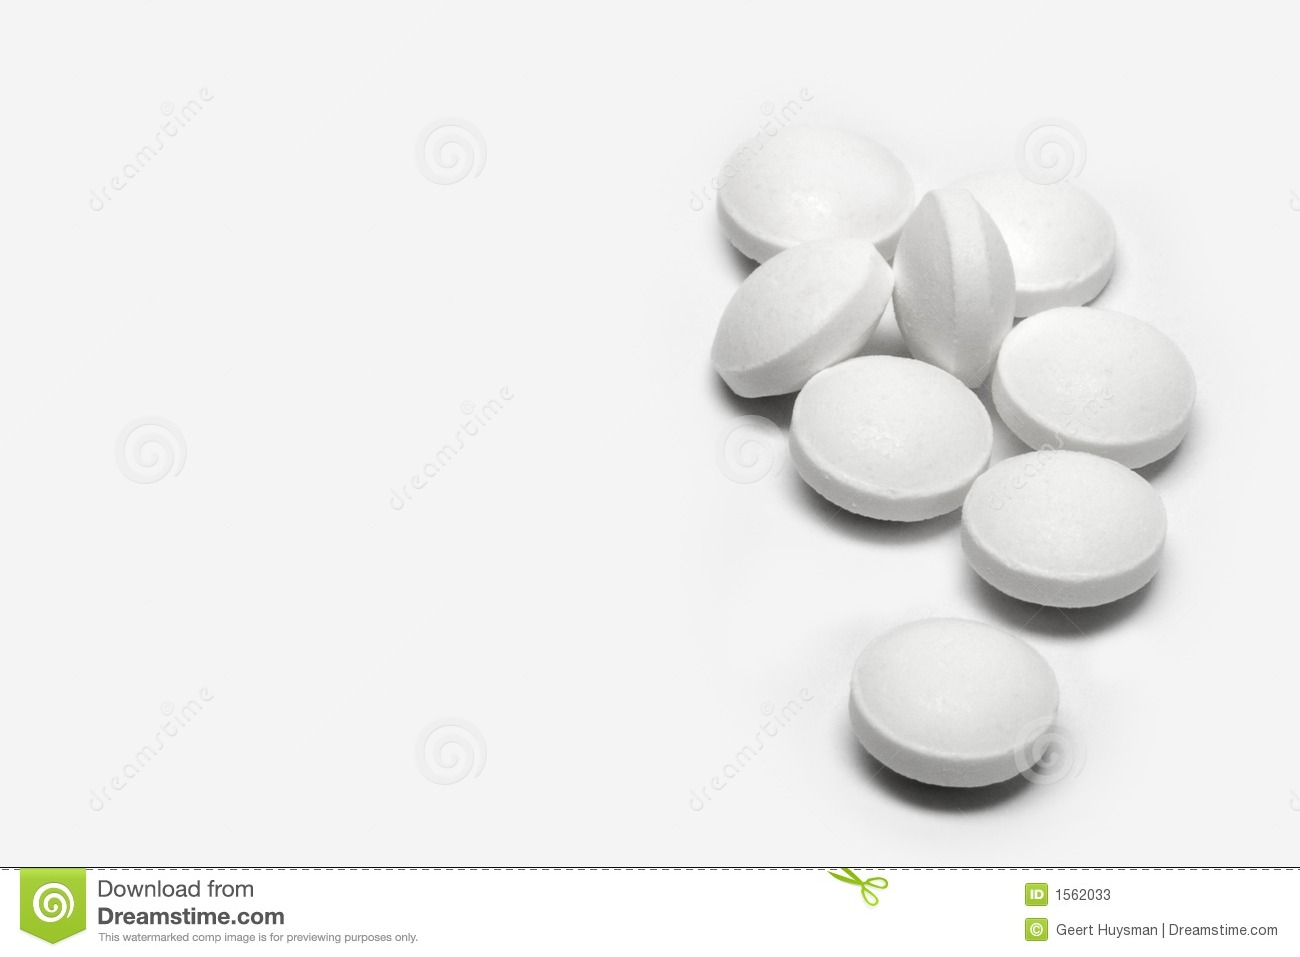 dreamstime
dreamstime
dreamstime
dreamstime
dreamstime
dreamstime
Download from
Dreamstime.com
This watermarked comp image is for previewing purposes only.
ID 1562033
© Geert Huysman | Dreamstime.com